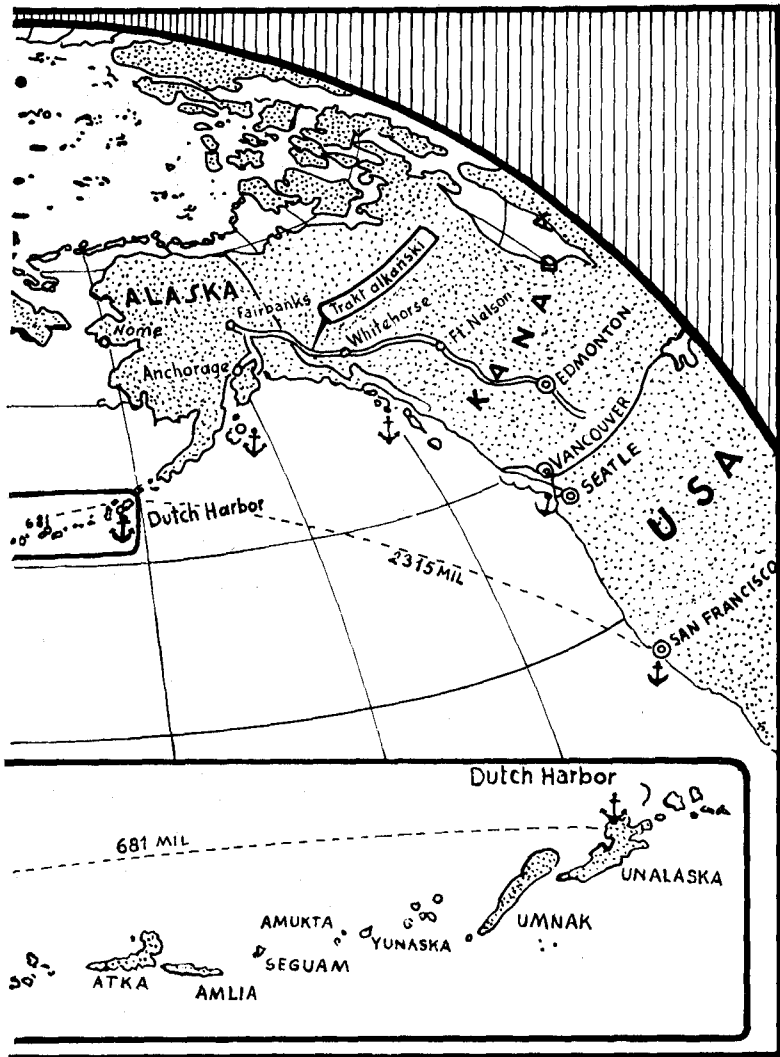 KANADA
ALASKA
Trakt alkański
Fairbanks
Whitehorse
Ft. Nelson
Nome
Anchorage
EDMONTON
VANCOUVER
SEATLE
USA
681
Dutch Harbor
2315 MIL
SAN FRANCISCO
Dutch Harbor
681 MIL
UNALASKA
UMNAK
AMUKTA
YUNASKA
SEGUAM
ATKA
AMLIA